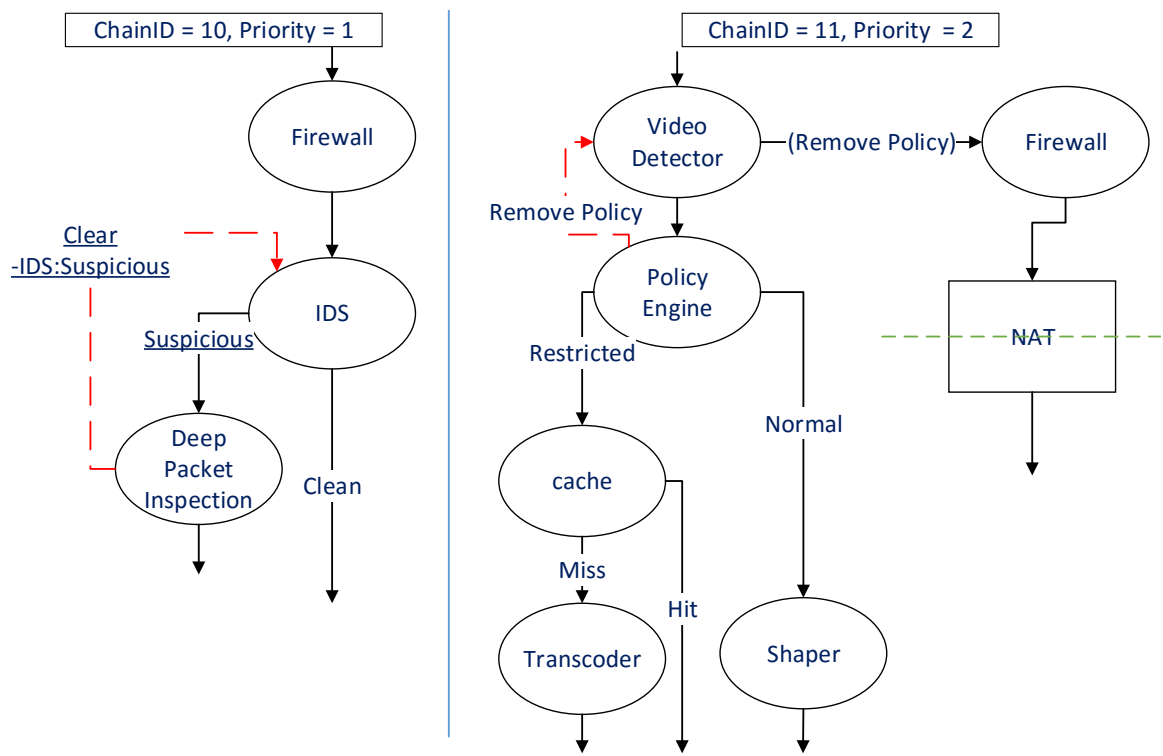 ChainID = 10, Priority = 1
Firewall
Clear
-IDS:Suspicious
IDS
Suspicious
Deep
Packet
Inspection
Clean
ChainID = 11, Priority  = 2
Video
Detector
(Remove Policy)
Firewall
Remove Policy
Policy
Engine
NAT
Restricted
Normal
cache
Miss
Hit
Transcoder
Shaper